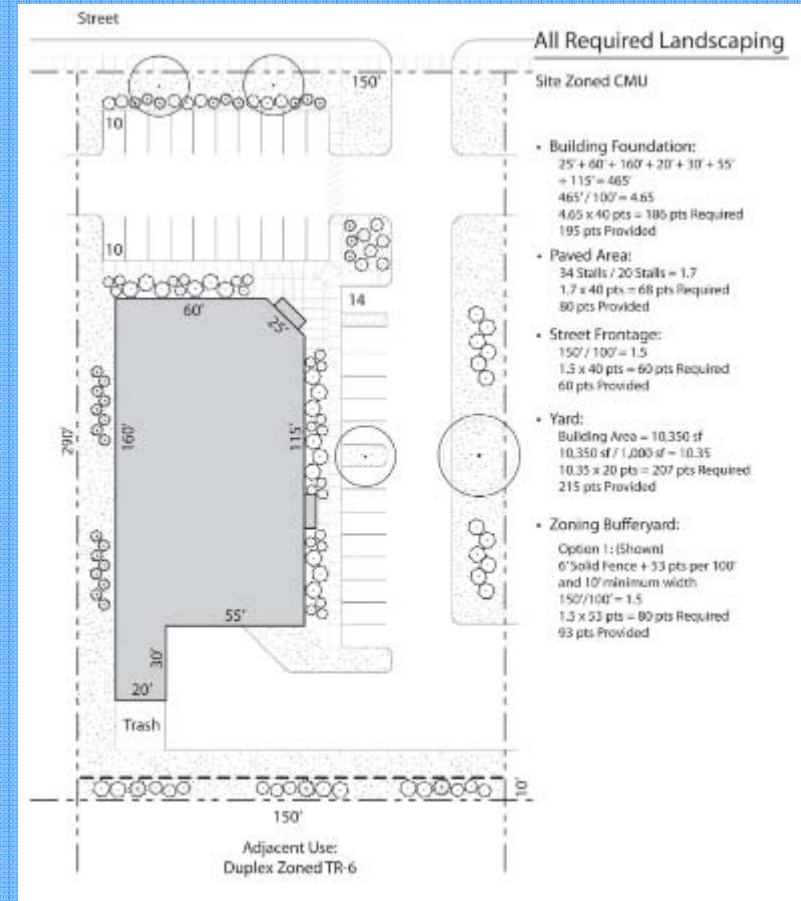 Street
All Required Landscaping
Site Zoned CMU
150'
10
10
14
60'
25'
290'
160'
115'
55'
30'
20'
Trash
10'
150'
Adjacent Use:
Duplex Zoned TR-6
• Building Foundation:
25' + 60' + 160' + 20' + 30' + 55'
+ 115' = 465'
465' / 100' = 4.65
4.65 x 40 pts = 186 pts Required
195 pts Provided
• Paved Area:
34 Stalls / 20 Stalls = 1.7
1.7 x 40 pts = 68 pts Required
80 pts Provided
• Street Frontage:
150' / 100' = 1.5
1.5 x 40 pts = 60 pts Required
60 pts Provided
• Yard:
Building Area = 10,350 sf
10,350 sf / 1,000 sf = 10.35
10.35 x 20 pts = 207 pts Required
215 pts Provided
• Zoning Bufferyard:
Option 1: (Shown)
6' Solid Fence + 53 pts per 100'
and 10' minimum width
150'/100' = 1.5
1.5 x 53 pts = 80 pts Required
93 pts Provided